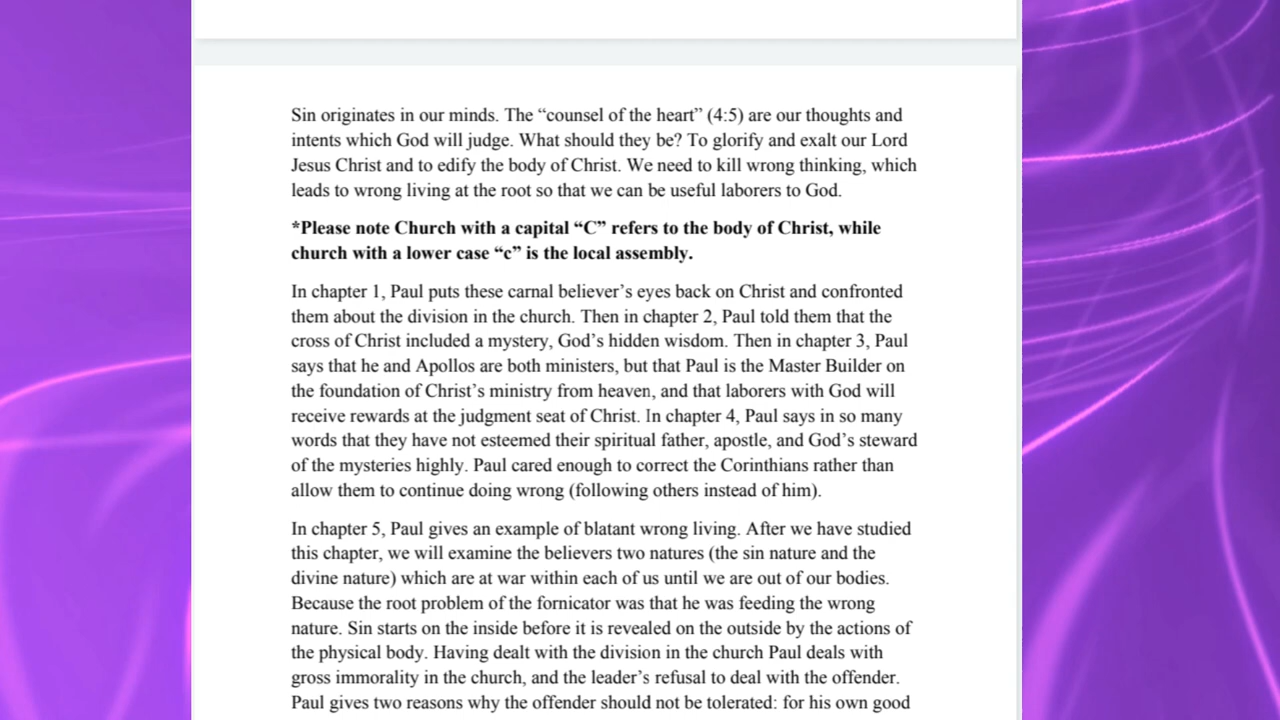 Sin originates in our minds. The “counsel of the heart” (4:5) are our thoughts and
intents which God will judge. What should they be? To glorify and exalt our Lord
Jesus Christ and to edify the body of Christ. We need to kill wrong thinking, which
leads to wrong living at the root so that we can be useful laborers to God.
*Please note Church with a capital “C” refers to the body of Christ, while
church with a lower case “c” is the local assembly.
In chapter 1, Paul puts these carnal believer’s eyes back on Christ and confronted
them about the division in the church. Then in chapter 2, Paul told them that the
cross of Christ included a mystery, God’s hidden wisdom. Then in chapter 3, Paul
says that he and Apollos are both ministers, but that Paul is the Master Builder on
the foundation of Christ’s ministry from heaven, and that laborers with God will
receive rewards at the judgment seat of Christ. In chapter 4, Paul says in so many
words that they have not esteemed their spiritual father, apostle, and God’s steward
of the mysteries highly. Paul cared enough to correct the Corinthians rather than
allow them to continue doing wrong (following others instead of him).
In chapter 5, Paul gives an example of blatant wrong living. After we have studied
this chapter, we will examine the believers two natures (the sin nature and the
divine nature) which are at war within each of us until we are out of our bodies.
Because the root problem of the fornicator was that he was feeding the wrong
nature. Sin starts on the inside before it is revealed on the outside by the actions of
the physical body. Having dealt with the division in the church Paul deals with
gross immorality in the church, and the leader’s refusal to deal with the offender.
Paul gives two reasons why the offender should not be tolerated: for his own good